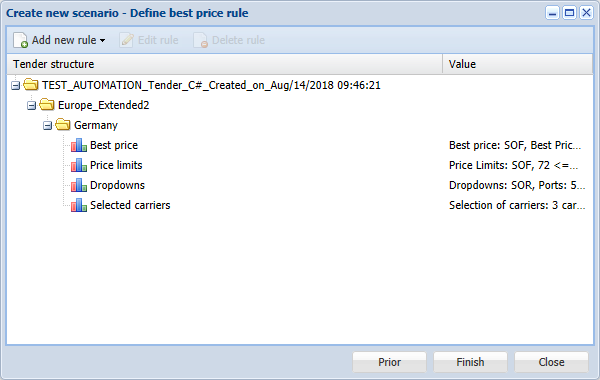 Create new scenario - Define best price rule
Add new rule Edit rule Delete rule
Tender structure Value
TEST_AUTOMATION_Tender_C#_Created_on_Aug/14/2018 09:46:21
Europe_Extended2
Germany
Best price Best price: SOF, Best Pric...
Price limits Price Limits: SOF, 72 <=...
Dropdowns Dropdowns: SOR, Ports: 5...
Selected carriers Selection of carriers: 3 car...
Prior Finish Close